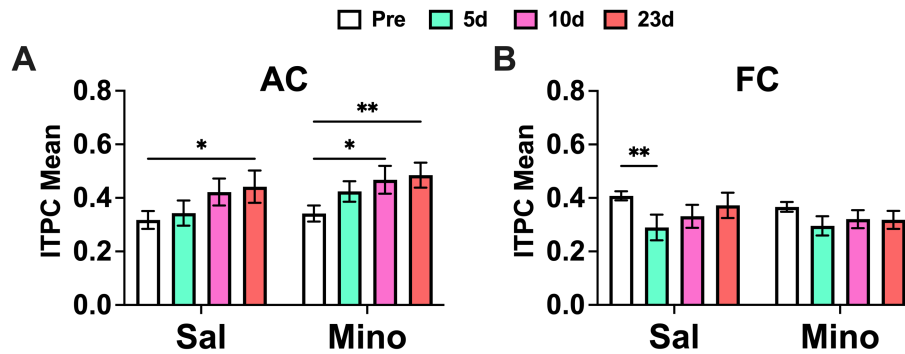 Pre 5d 10d 23d
A
AC
ITPC Mean
0.8
0.6
0.4
0.2
0.0
*
**
*
Sal Mino
B
FC
ITPC Mean
0.8
0.6
0.4
0.2
0.0
**
Sal Mino